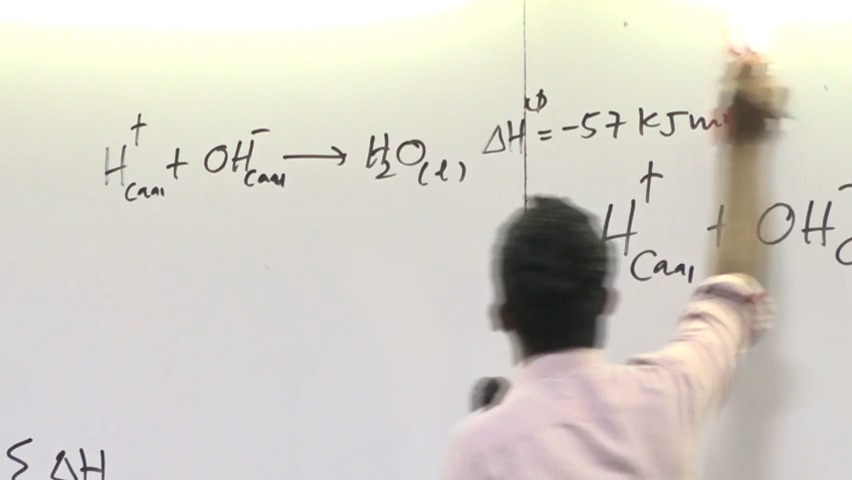 H⁺(aq) + OH⁻(aq) → H₂O(l) ΔH⦵ = -57 kJ m
H⁺(aq) + OH⁻
Σ ΔH